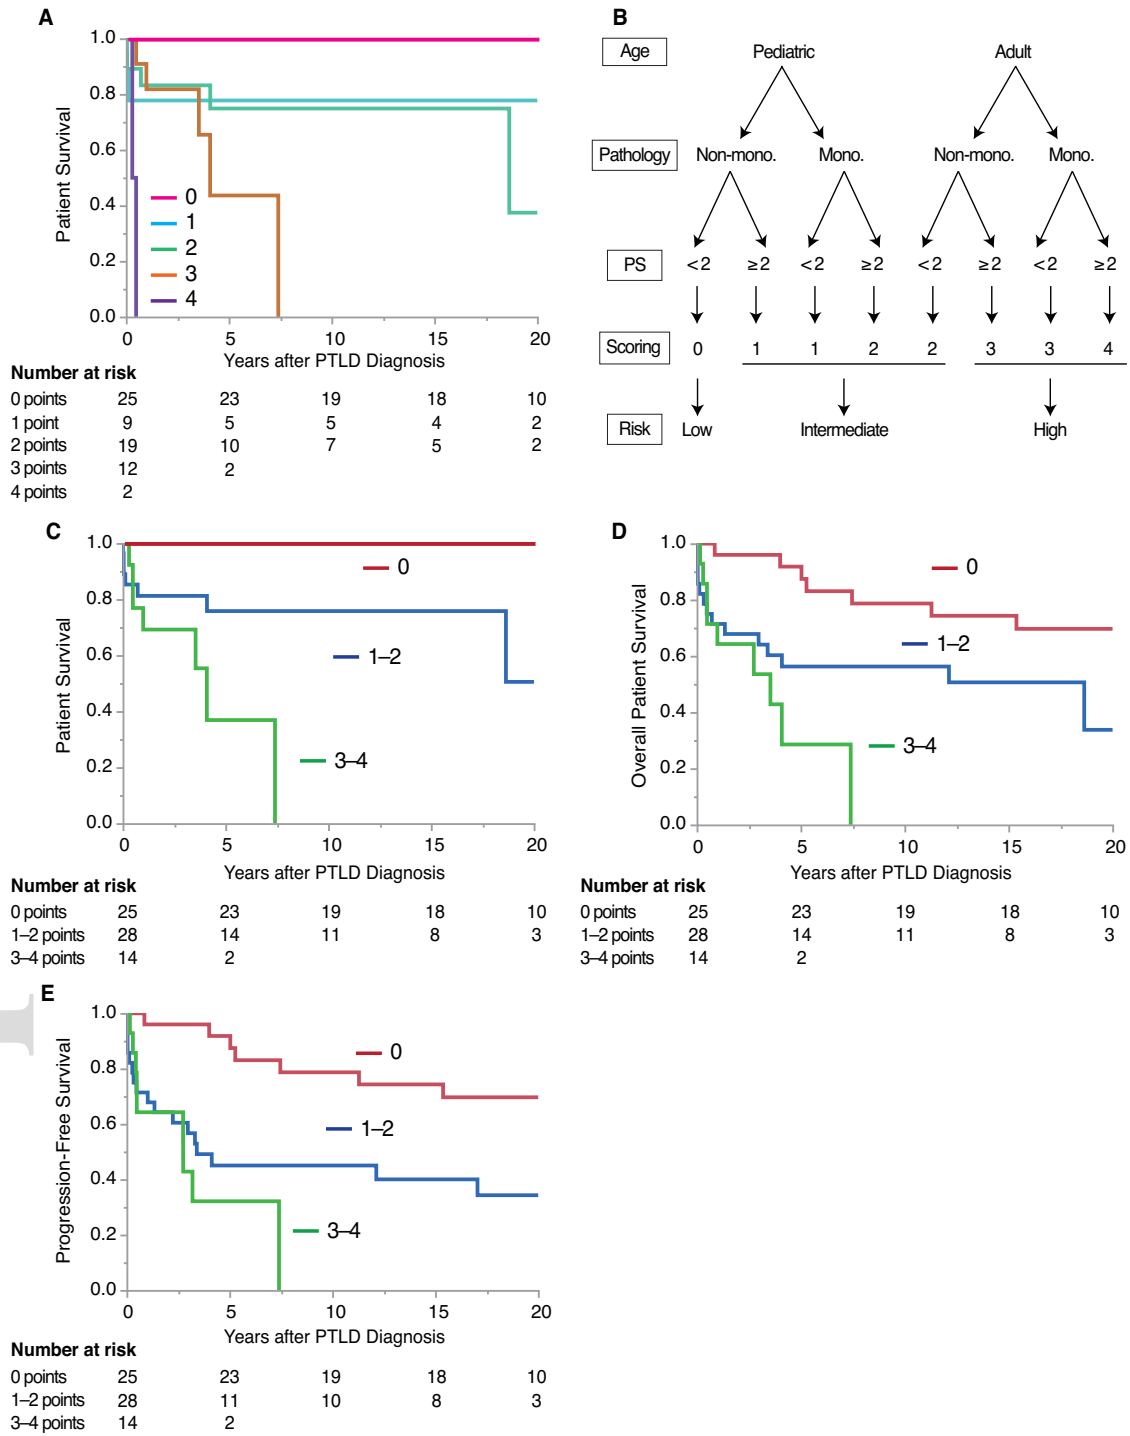 A
1.0
0.8
0.6
0.4
0.2
0.0
Patient Survival
0
1
2
3
4
0 5 10 15 20
Years after PTLD Diagnosis
Number at risk
0 points 25 23 19 18 10
1 point 9 5 5 4 2
2 points 19 10 7 5 2
3 points 12 2
4 points 2
B
Age Pediatric Adult
Pathology Non-mono. Mono. Non-mono. Mono.
PS <2 ≥2 <2 ≥2 <2 ≥2 <2 ≥2
Scoring 0 1 1 2 2 3 3 4
Risk Low Intermediate High
C
1.0
0.8
0.6
0.4
0.2
0.0
Patient Survival
0
1–2
3–4
0 5 10 15 20
Years after PTLD Diagnosis
Number at risk
0 points 25 23 19 18 10
1–2 points 28 14 11 8 3
3–4 points 14 2
D
1.0
0.8
0.6
0.4
0.2
0.0
Overall Patient Survival
0
1–2
3–4
0 5 10 15 20
Years after PTLD Diagnosis
Number at risk
0 points 25 23 19 18 10
1–2 points 28 14 11 8 3
3–4 points 14 2
E
1.0
0.8
0.6
0.4
0.2
0.0
Progression-Free Survival
0
1–2
3–4
0 5 10 15 20
Years after PTLD Diagnosis
Number at risk
0 points 25 23 19 18 10
1–2 points 28 11 10 8 3
3–4 points 14 2